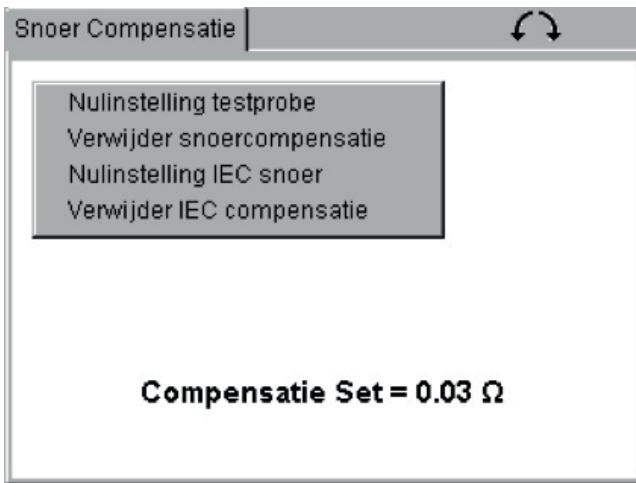 Snoer Compensatie
Nulinstelling testprobe
Verwijder snoercompensatie
Nulinstelling IEC snoer
Verwijder IEC compensatie
Compensatie Set = 0.03 Ω